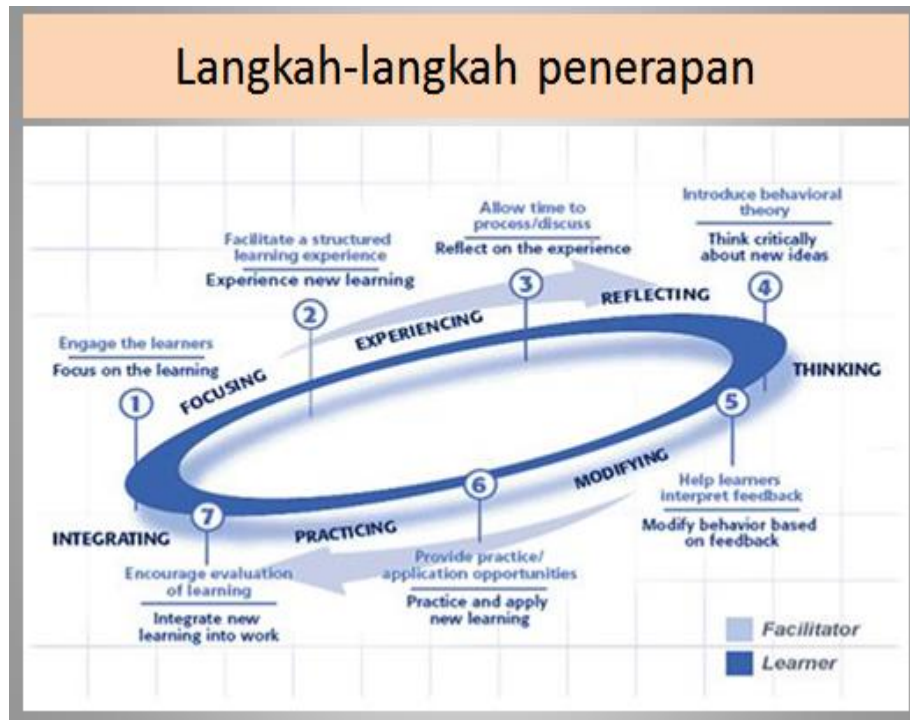 Langkah-langkah penerapan
Engage the learners
Focus on the learning
1
FOCUSING
Facilitate a structured
learning experience
Experience new learning
2
EXPERIENCING
Allow time to
process/discuss
Reflect on the experience
3
REFLECTING
Introduce behavioral
theory
Think critically
about new ideas
4
THINKING
5
Help learners
interpret feedback
Modify behavior based
on feedback
MODIFYING
6
Provide practice/
application opportunities
Practice and apply
new learning
PRACTICING
7
Encourage evaluation
of learning
Integrate new
learning into work
INTEGRATING
Facilitator
Learner